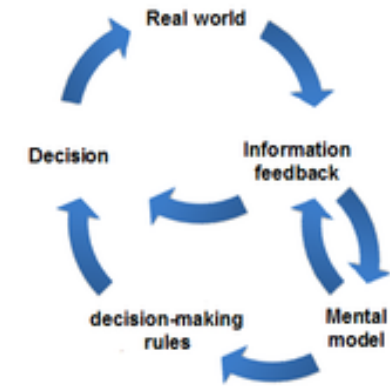 Real world
Decision
Information
feedback
decision-making
rules
Mental
model